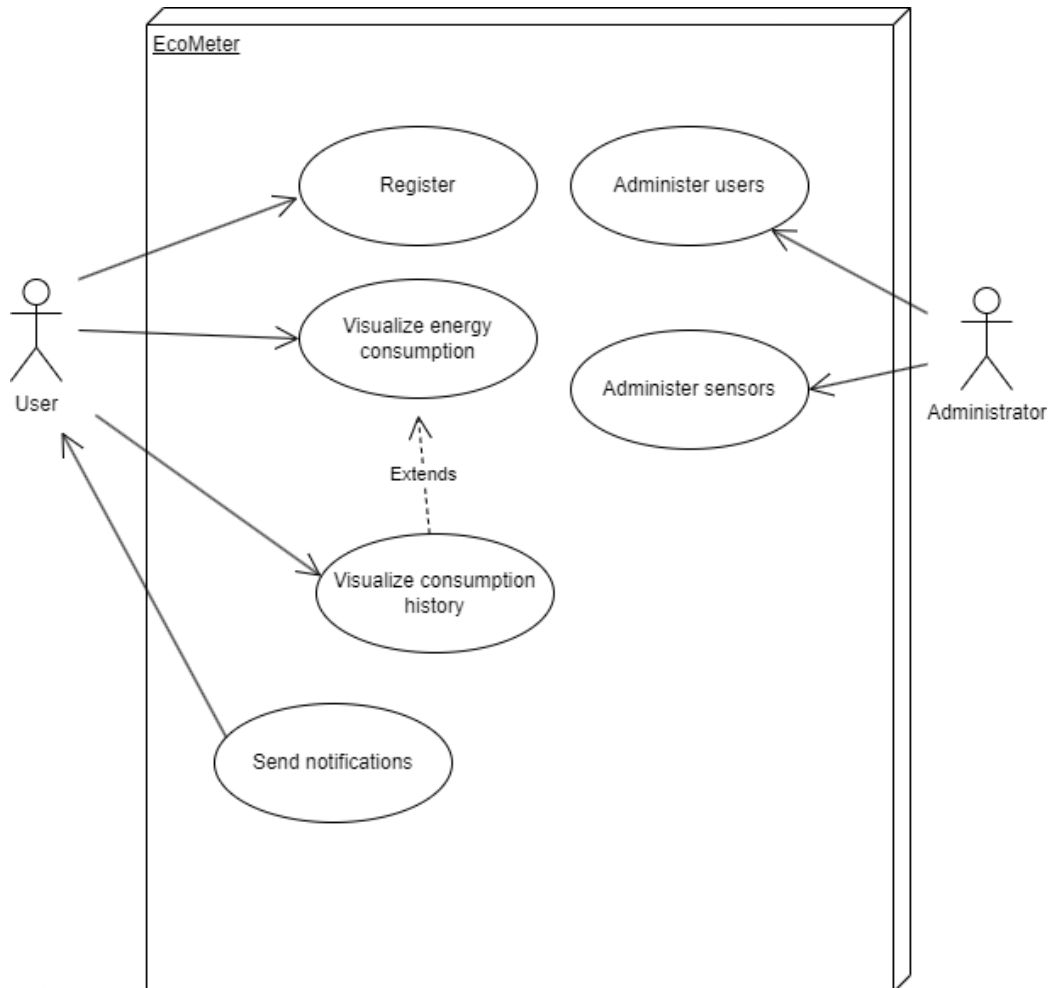 EcoMeter
Register
Administer users
Visualize energy
consumption
Administer sensors
User
Administrator
Extends
Visualize consumption
history
Send notifications